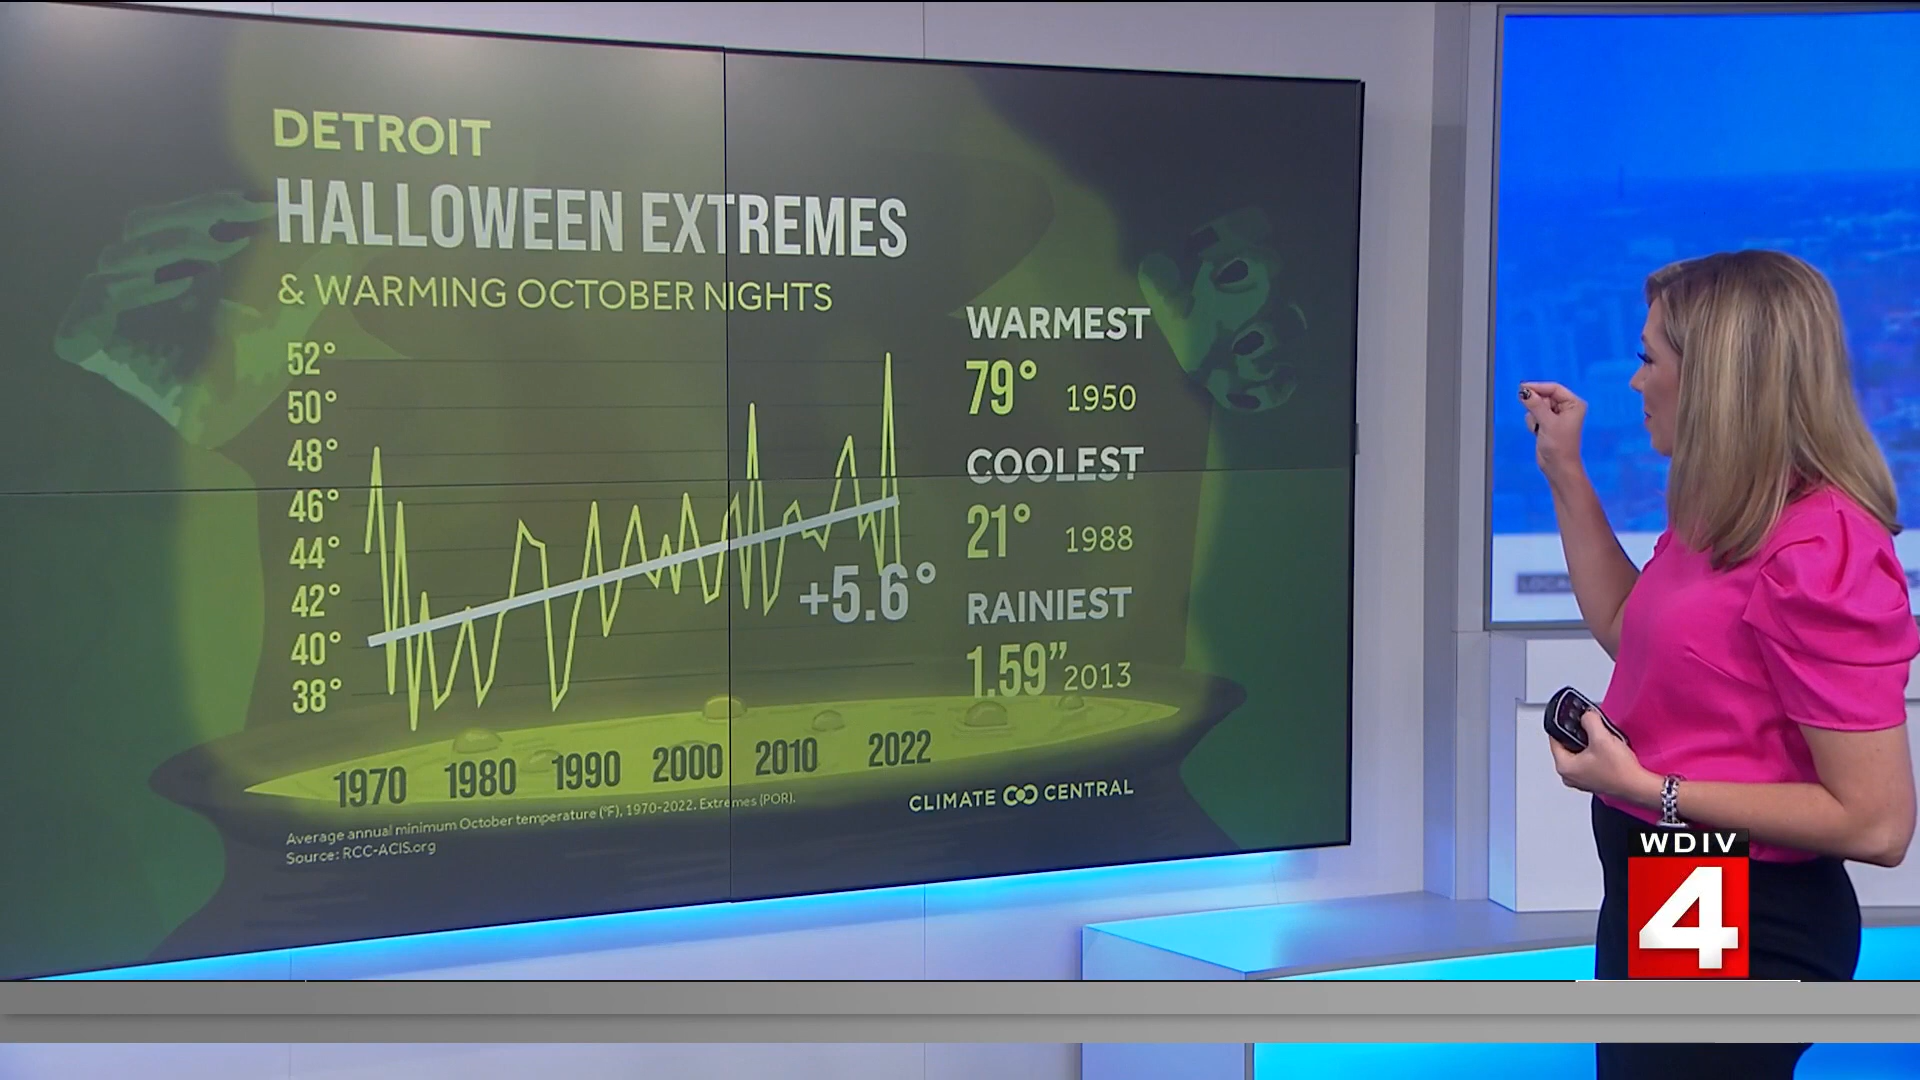 DETROIT
HALLOWEEN EXTREMES
& WARMING OCTOBER NIGHTS
52°
50°
48°
46°
44°
42°
40°
38°
+5.6°
1970 1980 1990 2000 2010 2022
WARMEST
79° 1950
COOLEST
21° 1988
RAINIEST
1.59” 2013
CLIMATE CENTRAL
Average annual minimum October temperature (°F), 1970-2022. Extremes (POR).
Source: RCC-ACIS.org
WDIV
4